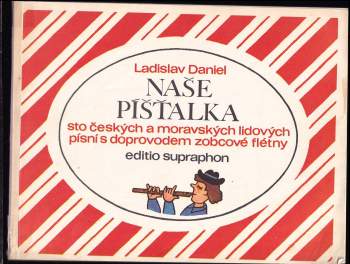 Ladislav Daniel
NAŠE
PÍŠŤALKA
sto českých a moravských lidových
písní s doprovodem zobcové flétny
editio supraphon